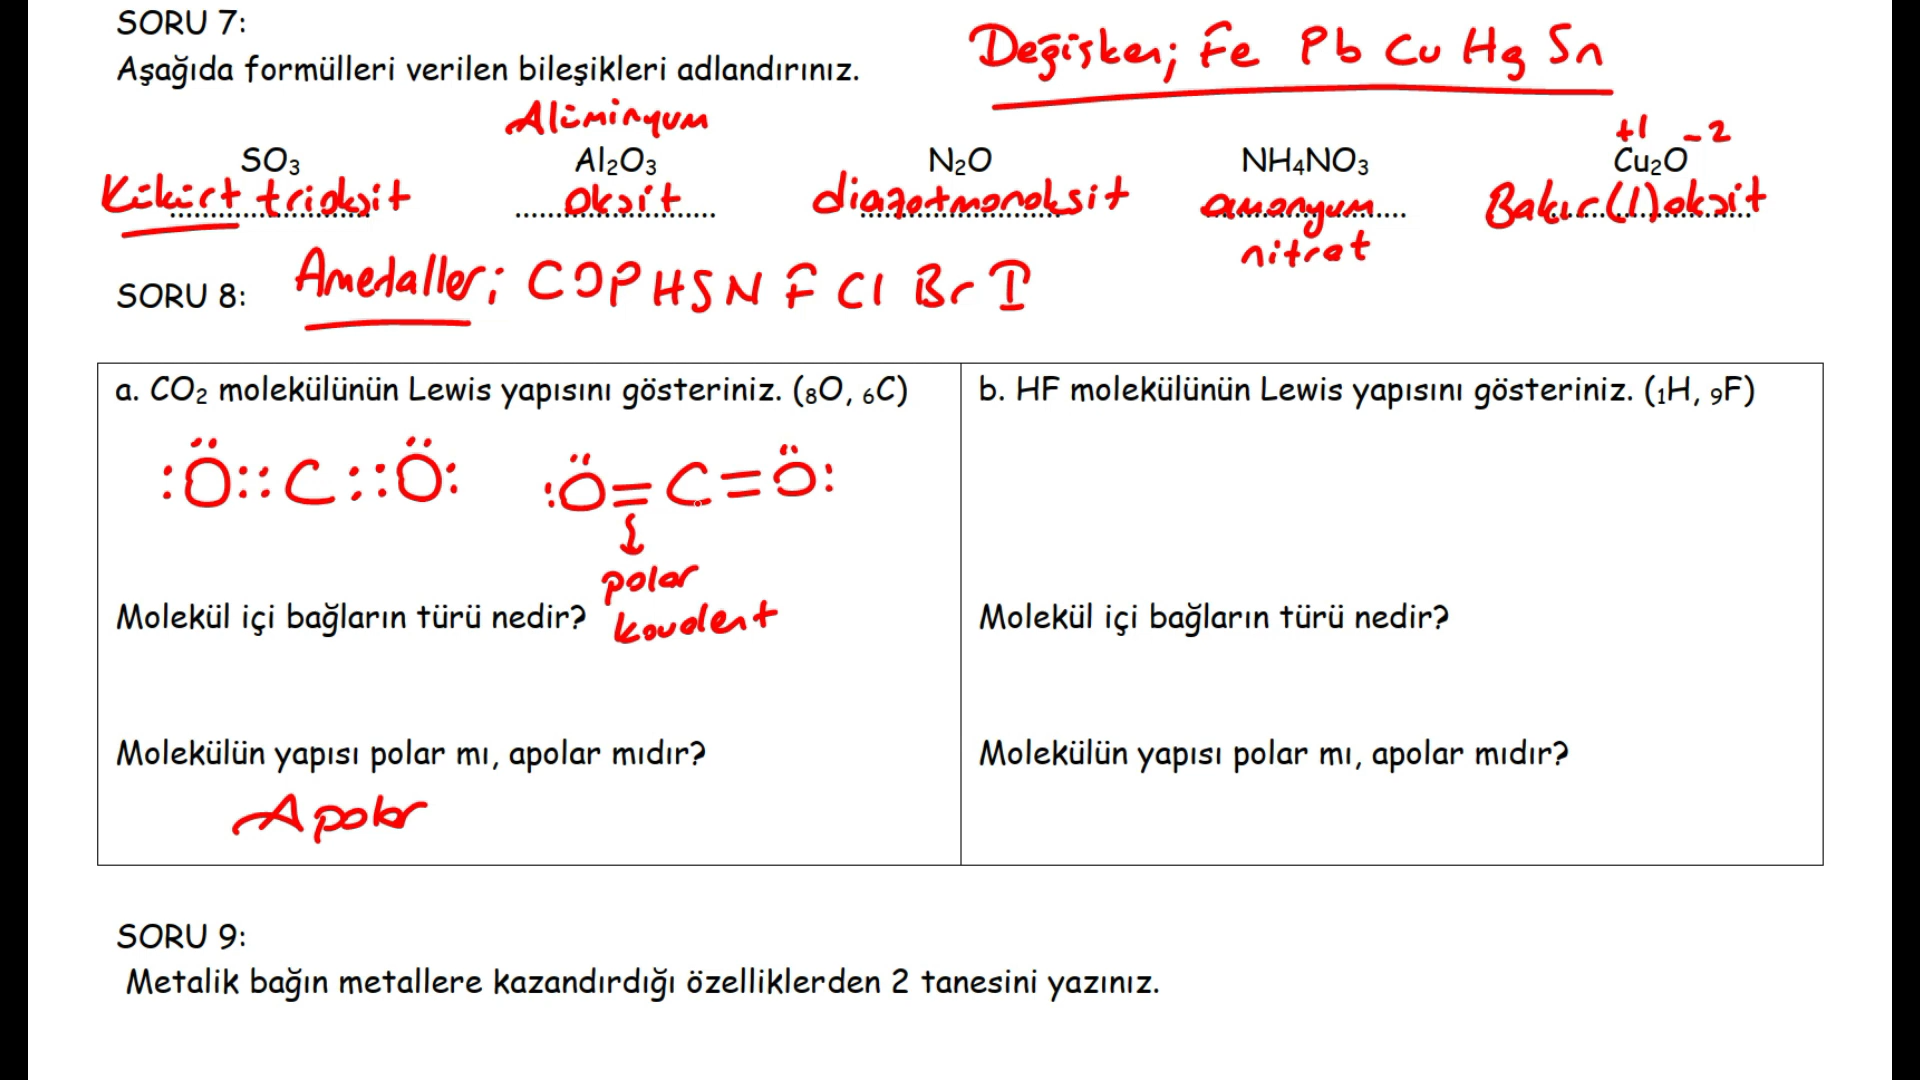 SORU 7:
Değişken; Fe Pb Cu Hg Sn
Aşağıda formülleri verilen bileşikleri adlandırınız.
Alüminyum
+1 -2
SO₃ Al₂O₃ N₂O NH₄NO₃ Cu₂O
Kükürt trioksit oksit diazotmonoksit amonyum Bakır(I)oksit
nitrat
SORU 8: Ametaller; C O P H S N F Cl Br I
a. CO₂ molekülünün Lewis yapısını gösteriniz. (₈O, ₆C)
:Ö::C::Ö: :Ö=C=Ö:
polar
Molekül içi bağların türü nedir? kovalent
Molekülün yapısı polar mı, apolar mıdır?
Apolar
b. HF molekülünün Lewis yapısını gösteriniz. (₁H, ₉F)
Molekül içi bağların türü nedir?
Molekülün yapısı polar mı, apolar mıdır?
SORU 9:
Metalik bağın metallere kazandırdığı özelliklerden 2 tanesini yazınız.